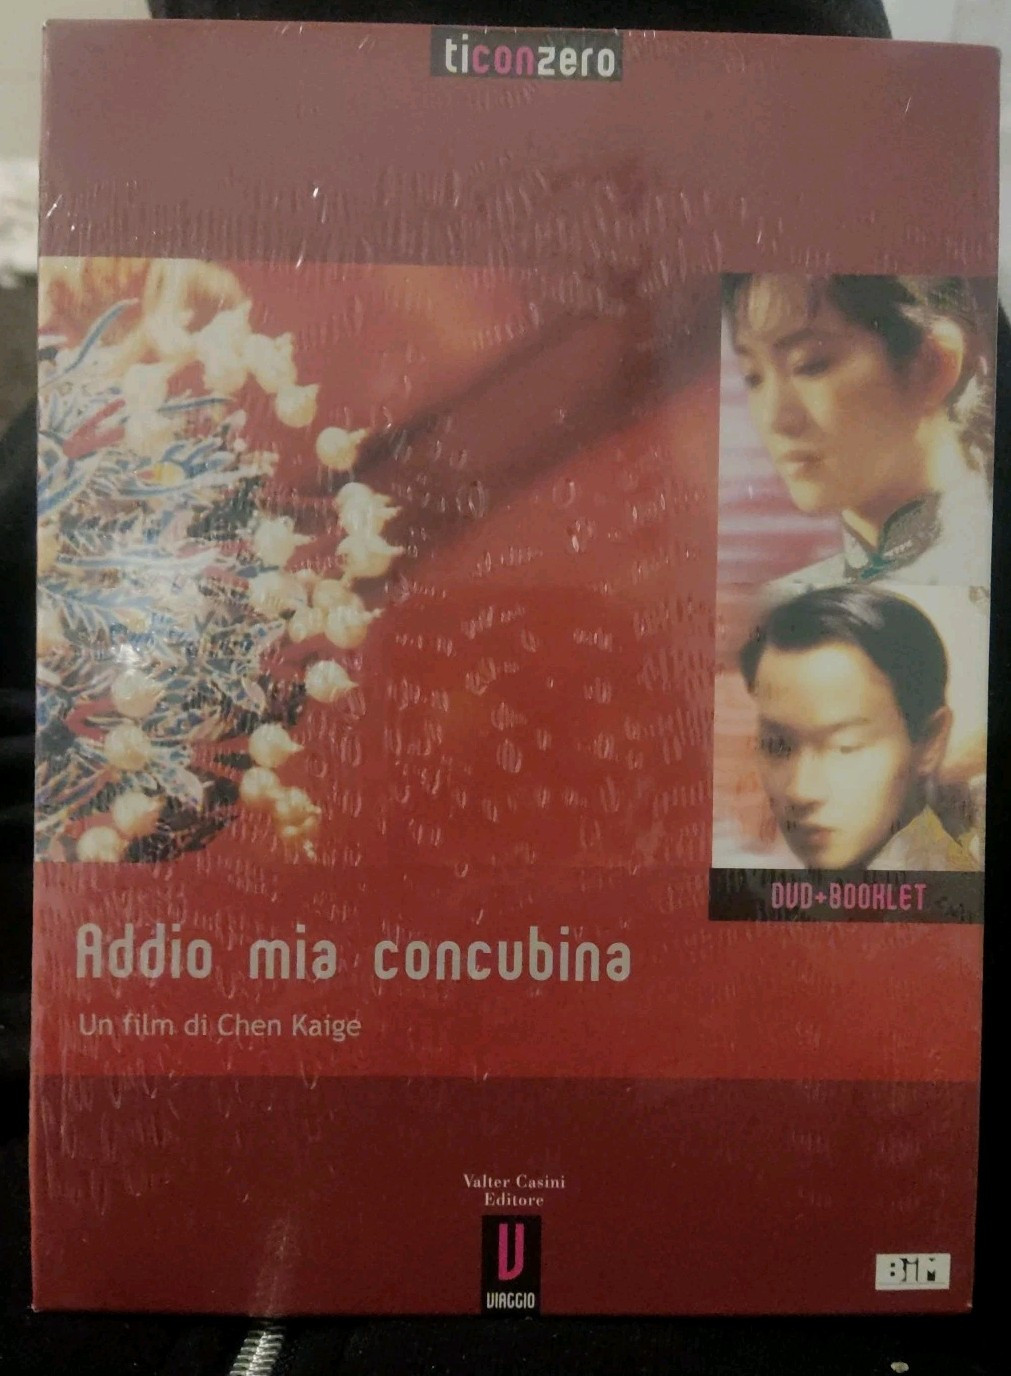 ticonzero
DVD+BOOKLET
Addio mia concubina
Un film di Chen Kaige
Valter Casini
Editore
V
VIAGGIO
BiM